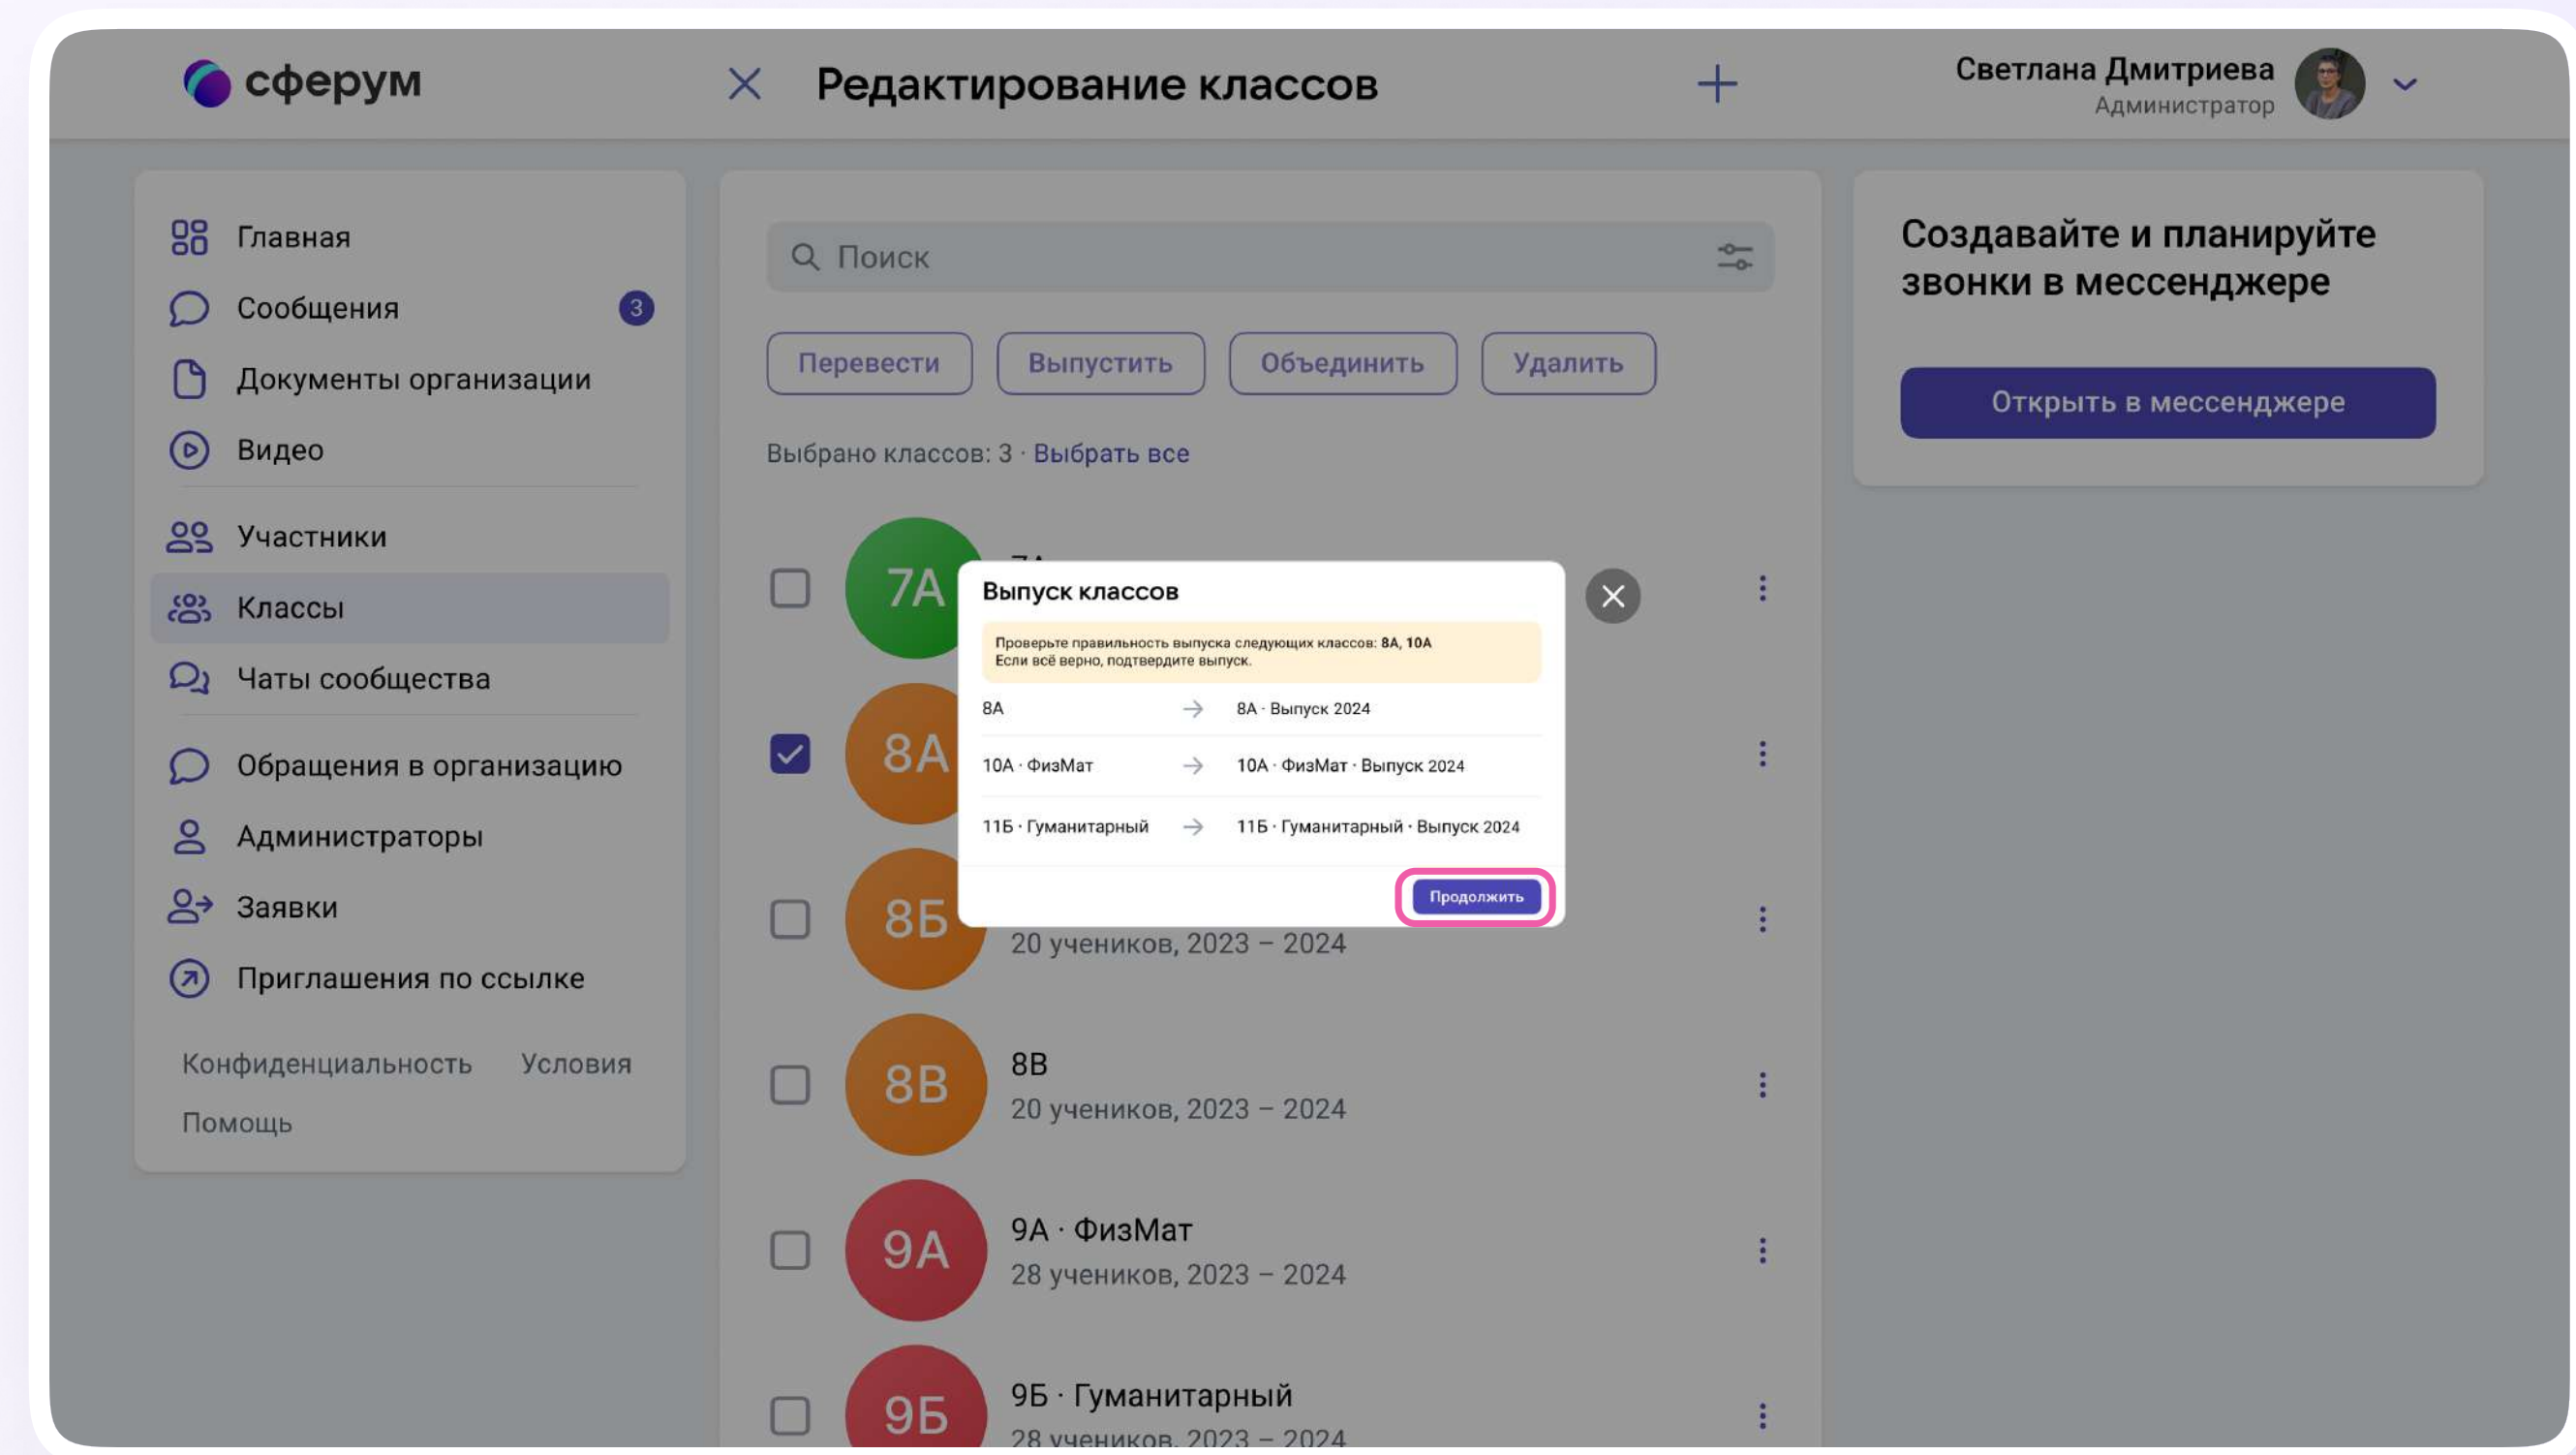 сферум
Редактирование классов
Светлана Дмитриева
Администратор
Главная
Сообщения
3
Документы организации
Видео
Участники
Классы
Чаты сообщества
Обращения в организацию
Администраторы
Заявки
Приглашения по ссылке
Конфиденциальность Условия
Помощь
Поиск
Перевести Выпустить Объединить Удалить
Выбрано классов: 3 · Выбрать все
7А
8А
8Б
20 учеников, 2023 – 2024
8В
8В
20 учеников, 2023 – 2024
9А
9А · ФизМат
28 учеников, 2023 – 2024
9Б
9Б · Гуманитарный
28 учеников, 2023 – 2024
Выпуск классов
Проверьте правильность выпуска следующих классов: 8А, 10А
Если всё верно, подтвердите выпуск.
8А → 8А · Выпуск 2024
10А · ФизМат → 10А · ФизМат · Выпуск 2024
11Б · Гуманитарный → 11Б · Гуманитарный · Выпуск 2024
Продолжить
Создавайте и планируйте
звонки в мессенджере
Открыть в мессенджере